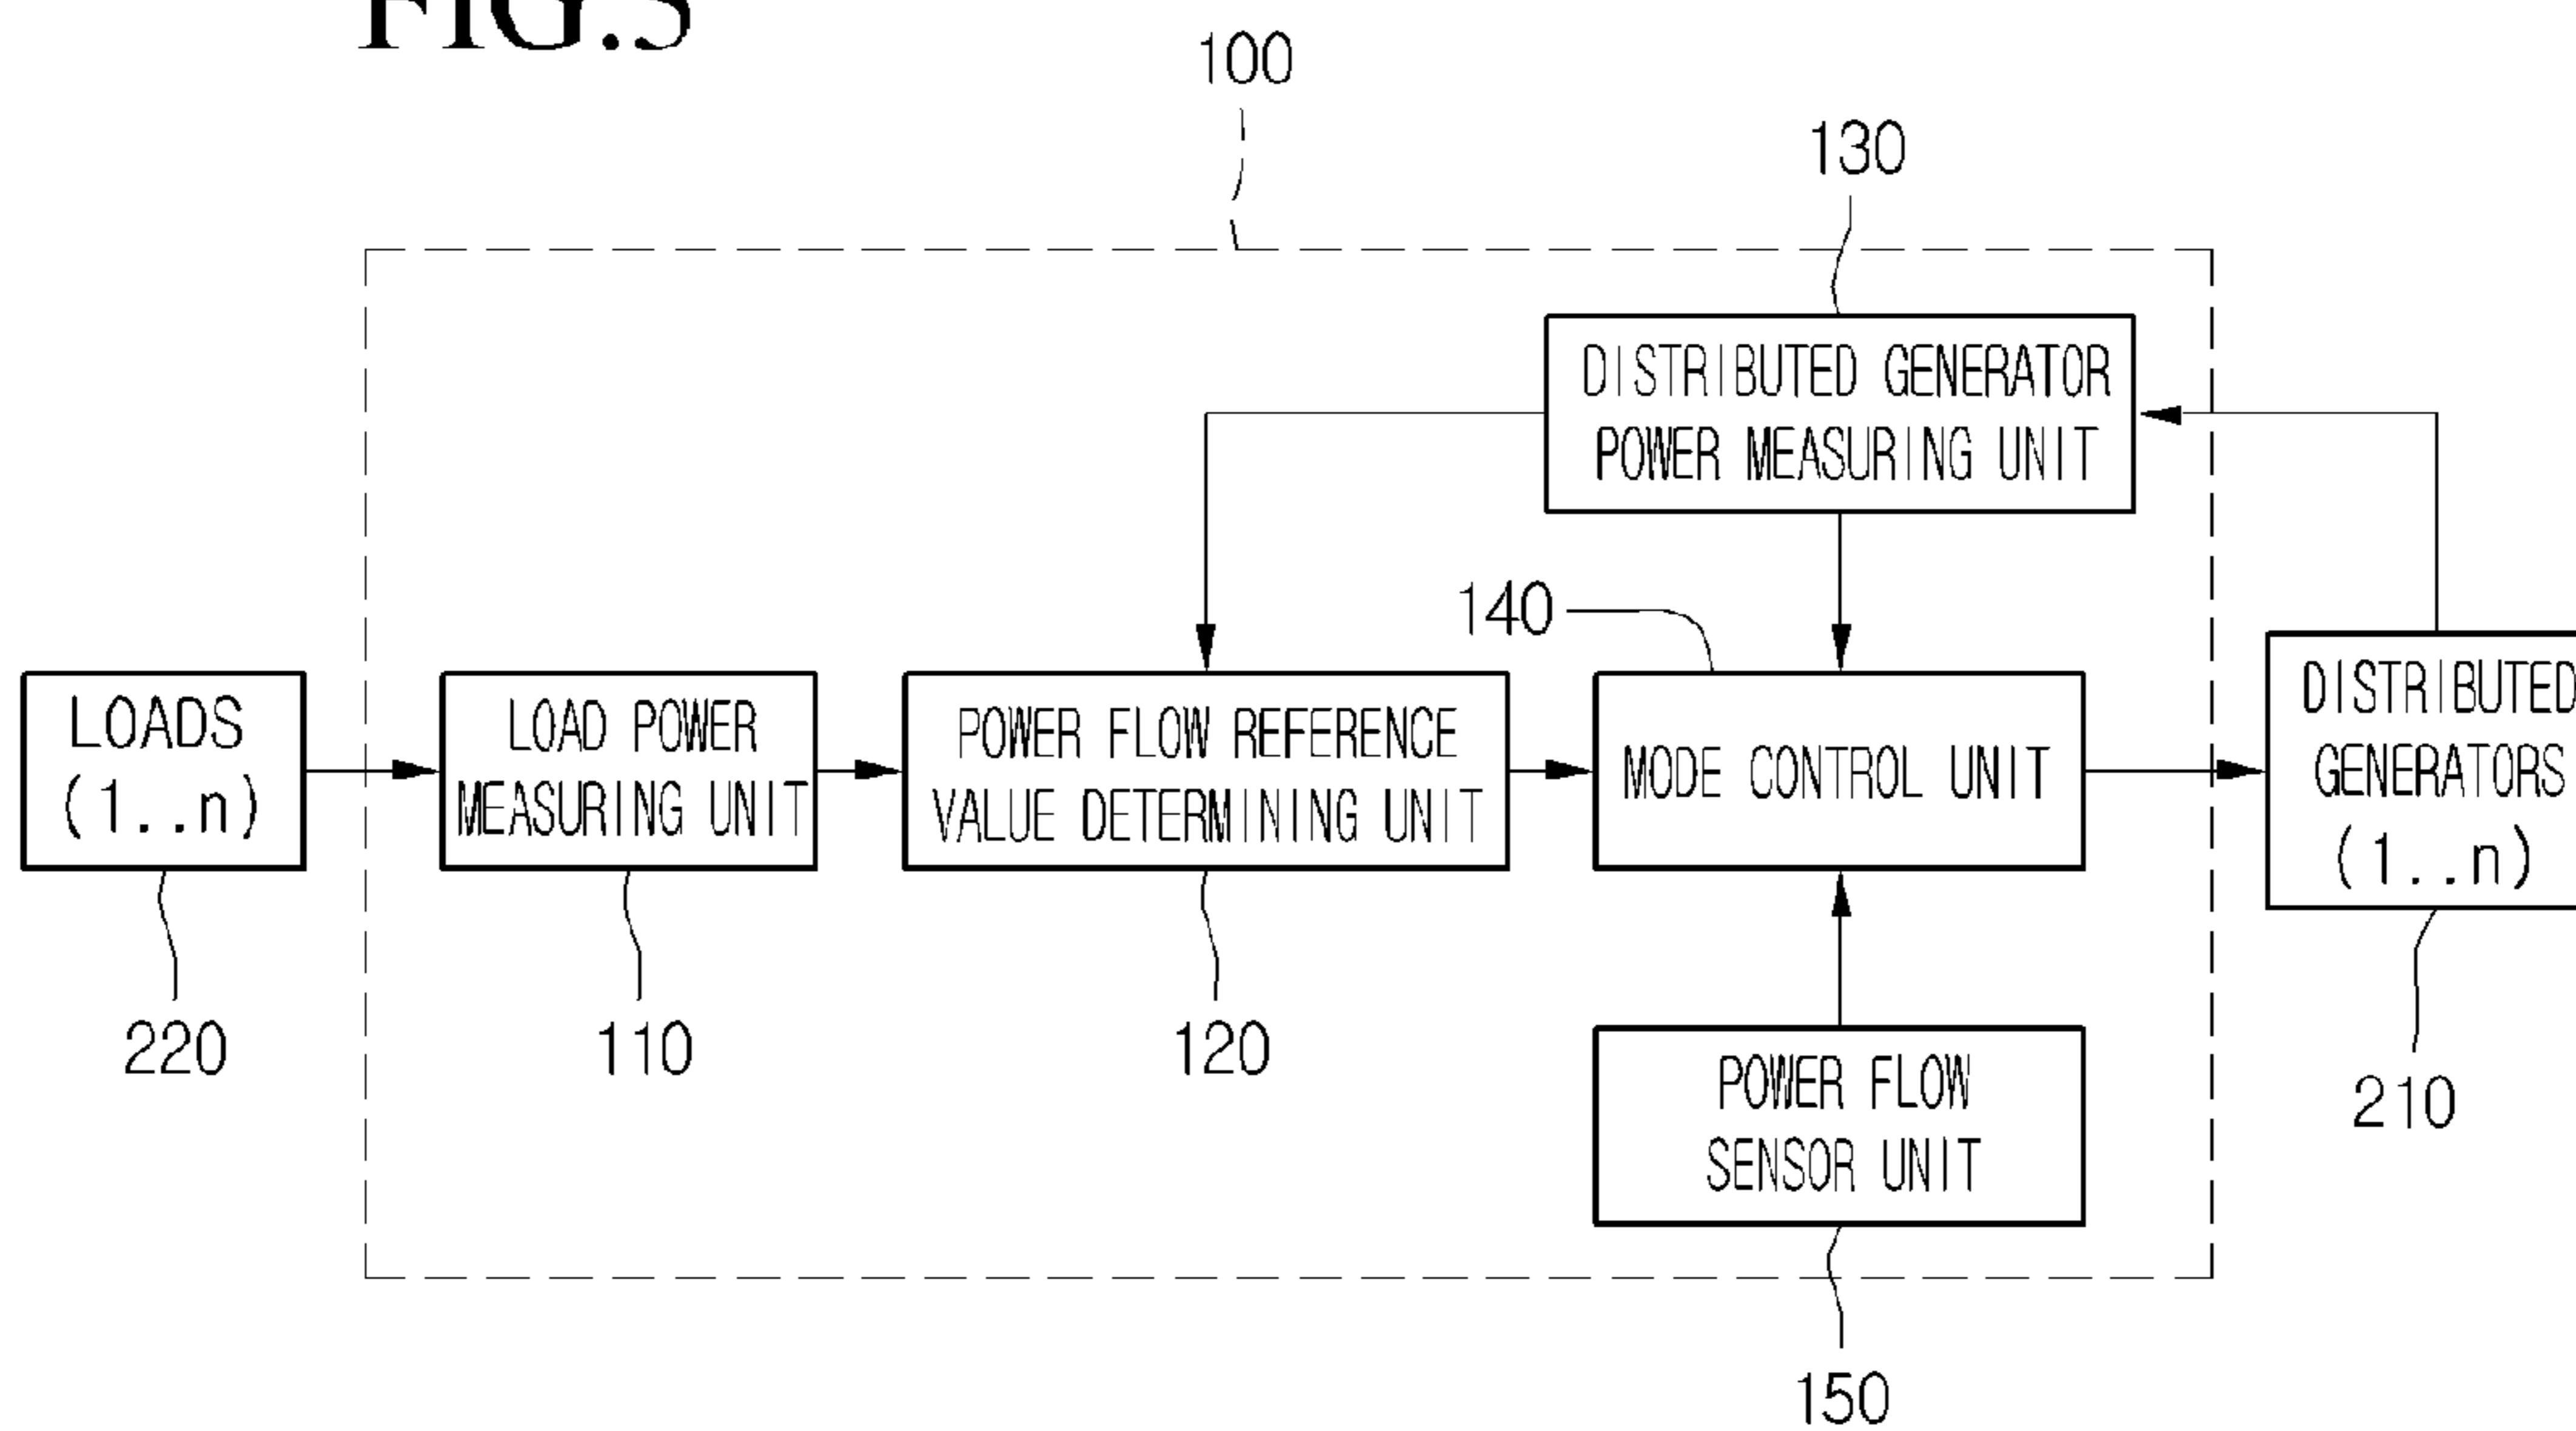 FIG.
100
130
DISTRIBUTED GENERATOR
POWER MEASURING UNIT
140
LOADS
(1..n)
LOAD POWER
MEASURING UNIT
POWER FLOW REFERENCE
VALUE DETERMINING UNIT
MODE CONTROL UNIT
DISTRIBUTED
GENERATORS
(1..n)
220
110
120
POWER FLOW
SENSOR UNIT
210
150